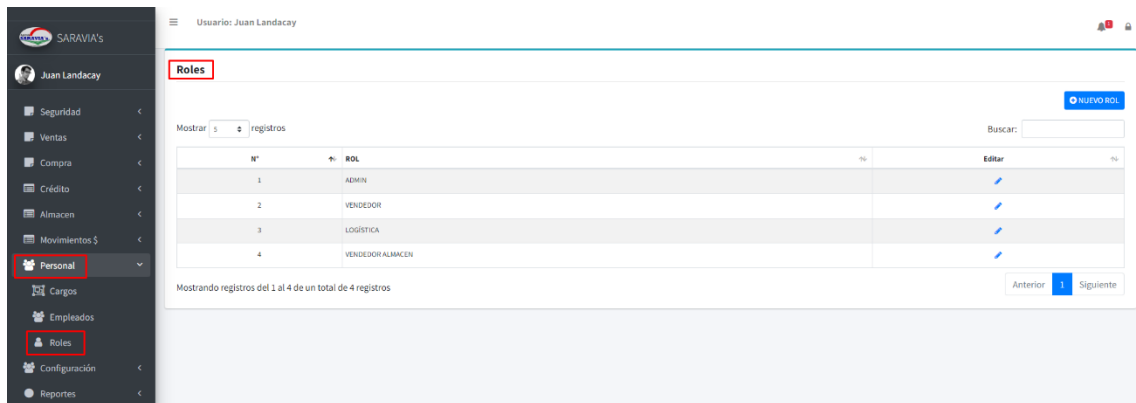 SARAVIA's
Usuario: Juan Landacay
1
Juan Landacay
Seguridad
Ventas
Compra
Crédito
Almacen
Movimientos $
Personal
Cargos
Empleados
Roles
Configuración
Reportes
Roles
NUEVO ROL
Mostrar 5 registros
Buscar:
N° ROL Editar
1 ADMIN
2 VENDEDOR
3 LOGÍSTICA
4 VENDEDOR ALMACEN
Mostrando registros del 1 al 4 de un total de 4 registros
Anterior 1 Siguiente